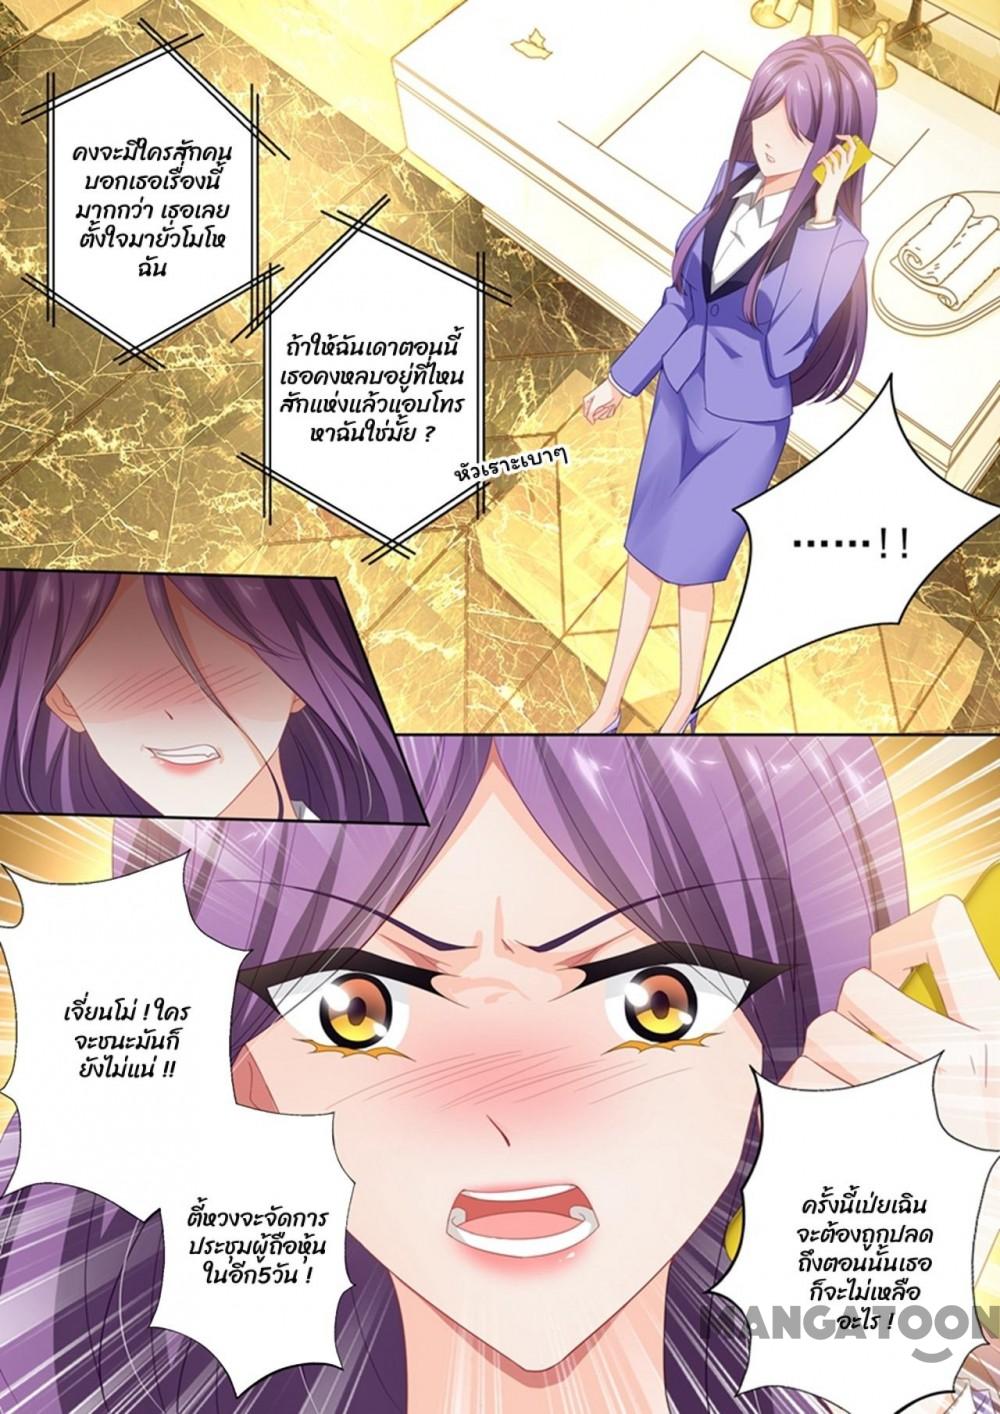 คงจะมีใครสักคน
บอกเธอเรื่องนี้
มากกว่า เธอเลย
ตั้งใจมายั่วโมโห
ฉัน
ถ้าให้ฉันเดาตอนนี้
เธอคงหลบอยู่ที่ไหน
สักแห่งแล้วแอบโทร
หาฉันใช่มั้ย ?
หัวเราะเบาๆ
.........!!
เจี่ยนโม่ ! ใคร
จะชนะมันก็
ยังไม่แน่ !!
ตี้หวงจะจัดการ
ประชุมผู้ถือหุ้น
ในอีก5วัน !
ครั้งนี้เป่ยเฉิน
จะต้องถูกปลด
ถึงตอนนั้นเธอ
ก็จะไม่เหลือ
อะไร !
MANGATOON